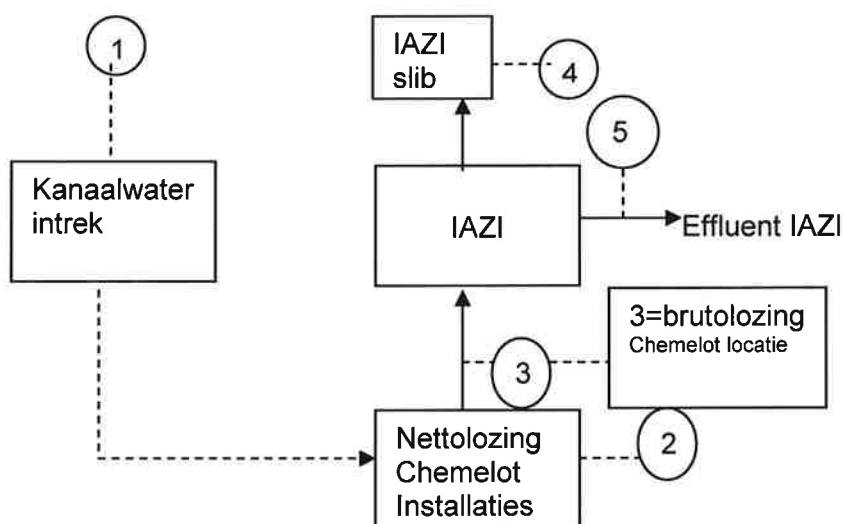 1
IAZI
slib
4
5
Kanaalwater
intrek
IAZI
Effluent IAZI
3=brutolozing
Chemelot locatie
3
2
Nettolozing
Chemelot
Installaties